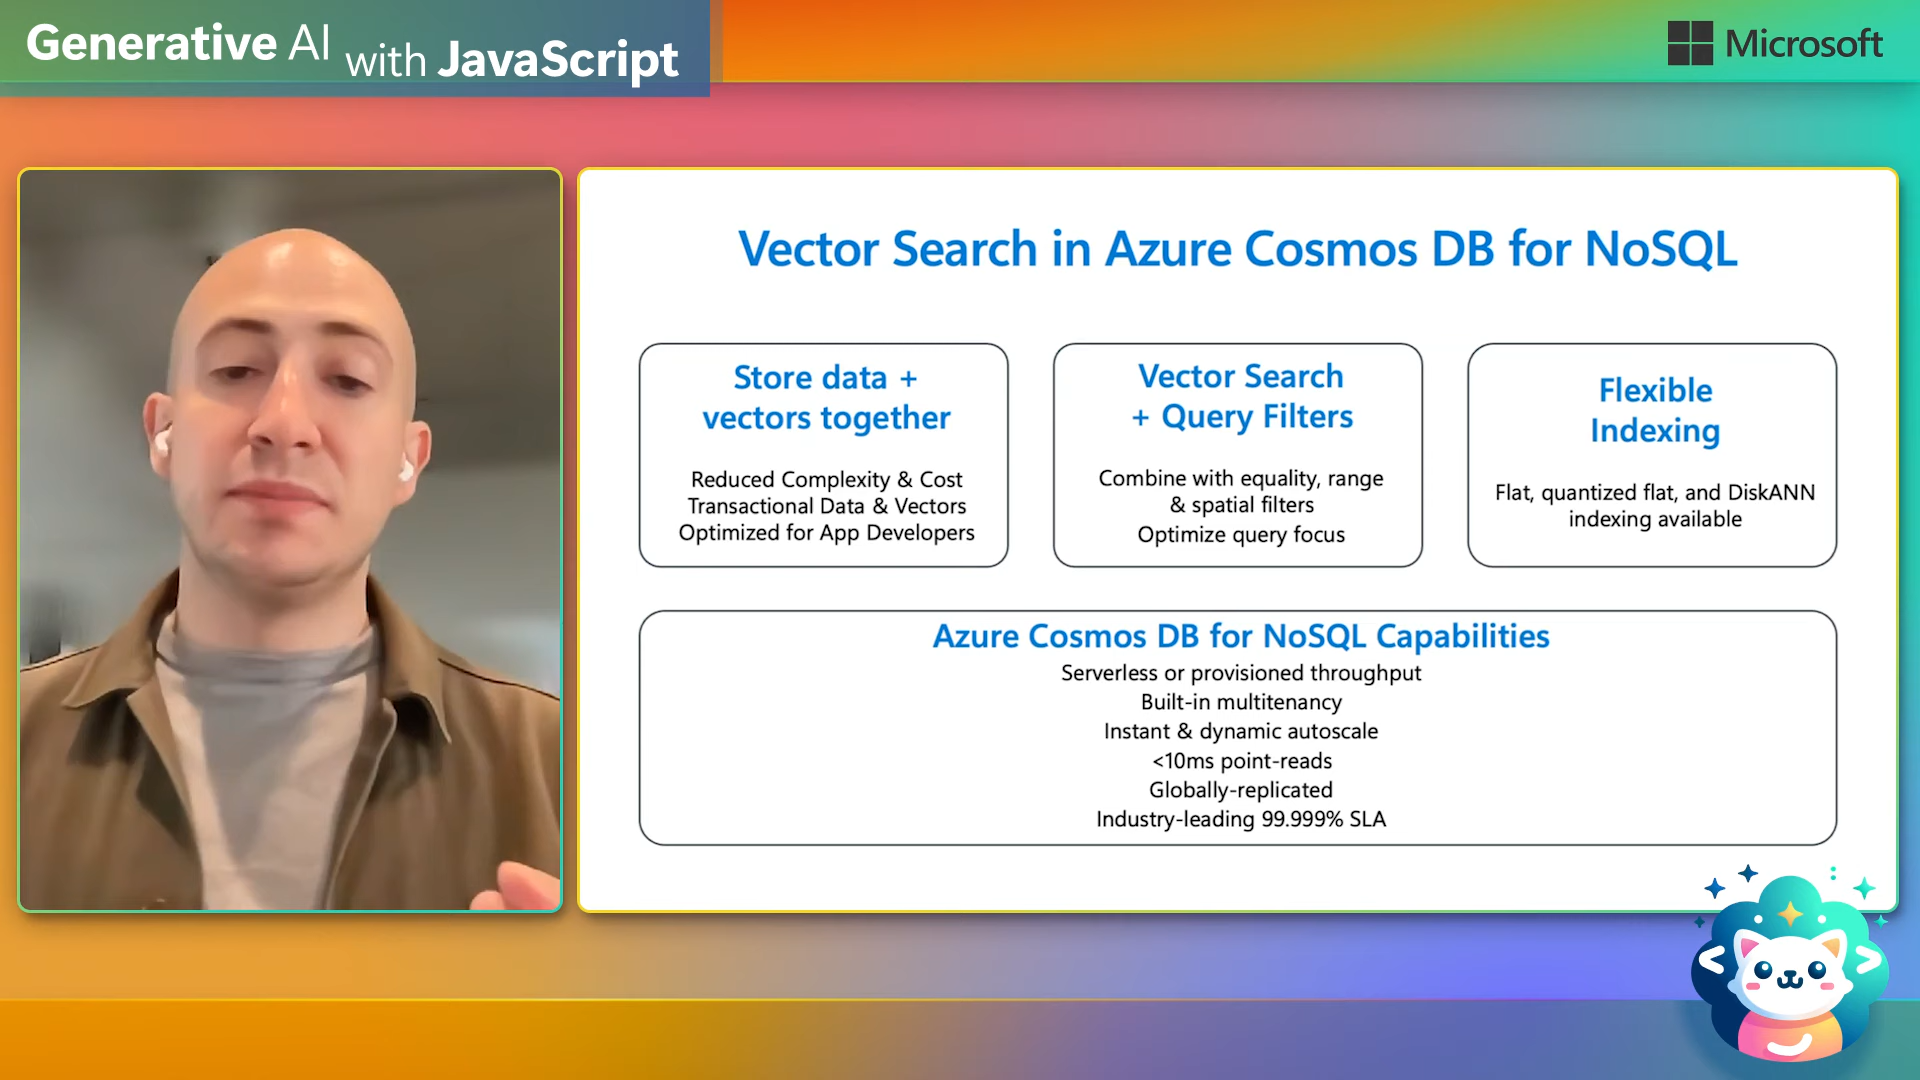 Generative AI with JavaScript
Microsoft
Vector Search in Azure Cosmos DB for NoSQL
Store data +
vectors together
Reduced Complexity & Cost
Transactional Data & Vectors
Optimized for App Developers
Vector Search
+ Query Filters
Combine with equality, range
& spatial filters
Optimize query focus
Flexible
Indexing
Flat, quantized flat, and DiskANN
indexing available
Azure Cosmos DB for NoSQL Capabilities
Serverless or provisioned throughput
Built-in multitenancy
Instant & dynamic autoscale
<10ms point-reads
Globally-replicated
Industry-leading 99.999% SLA
< >